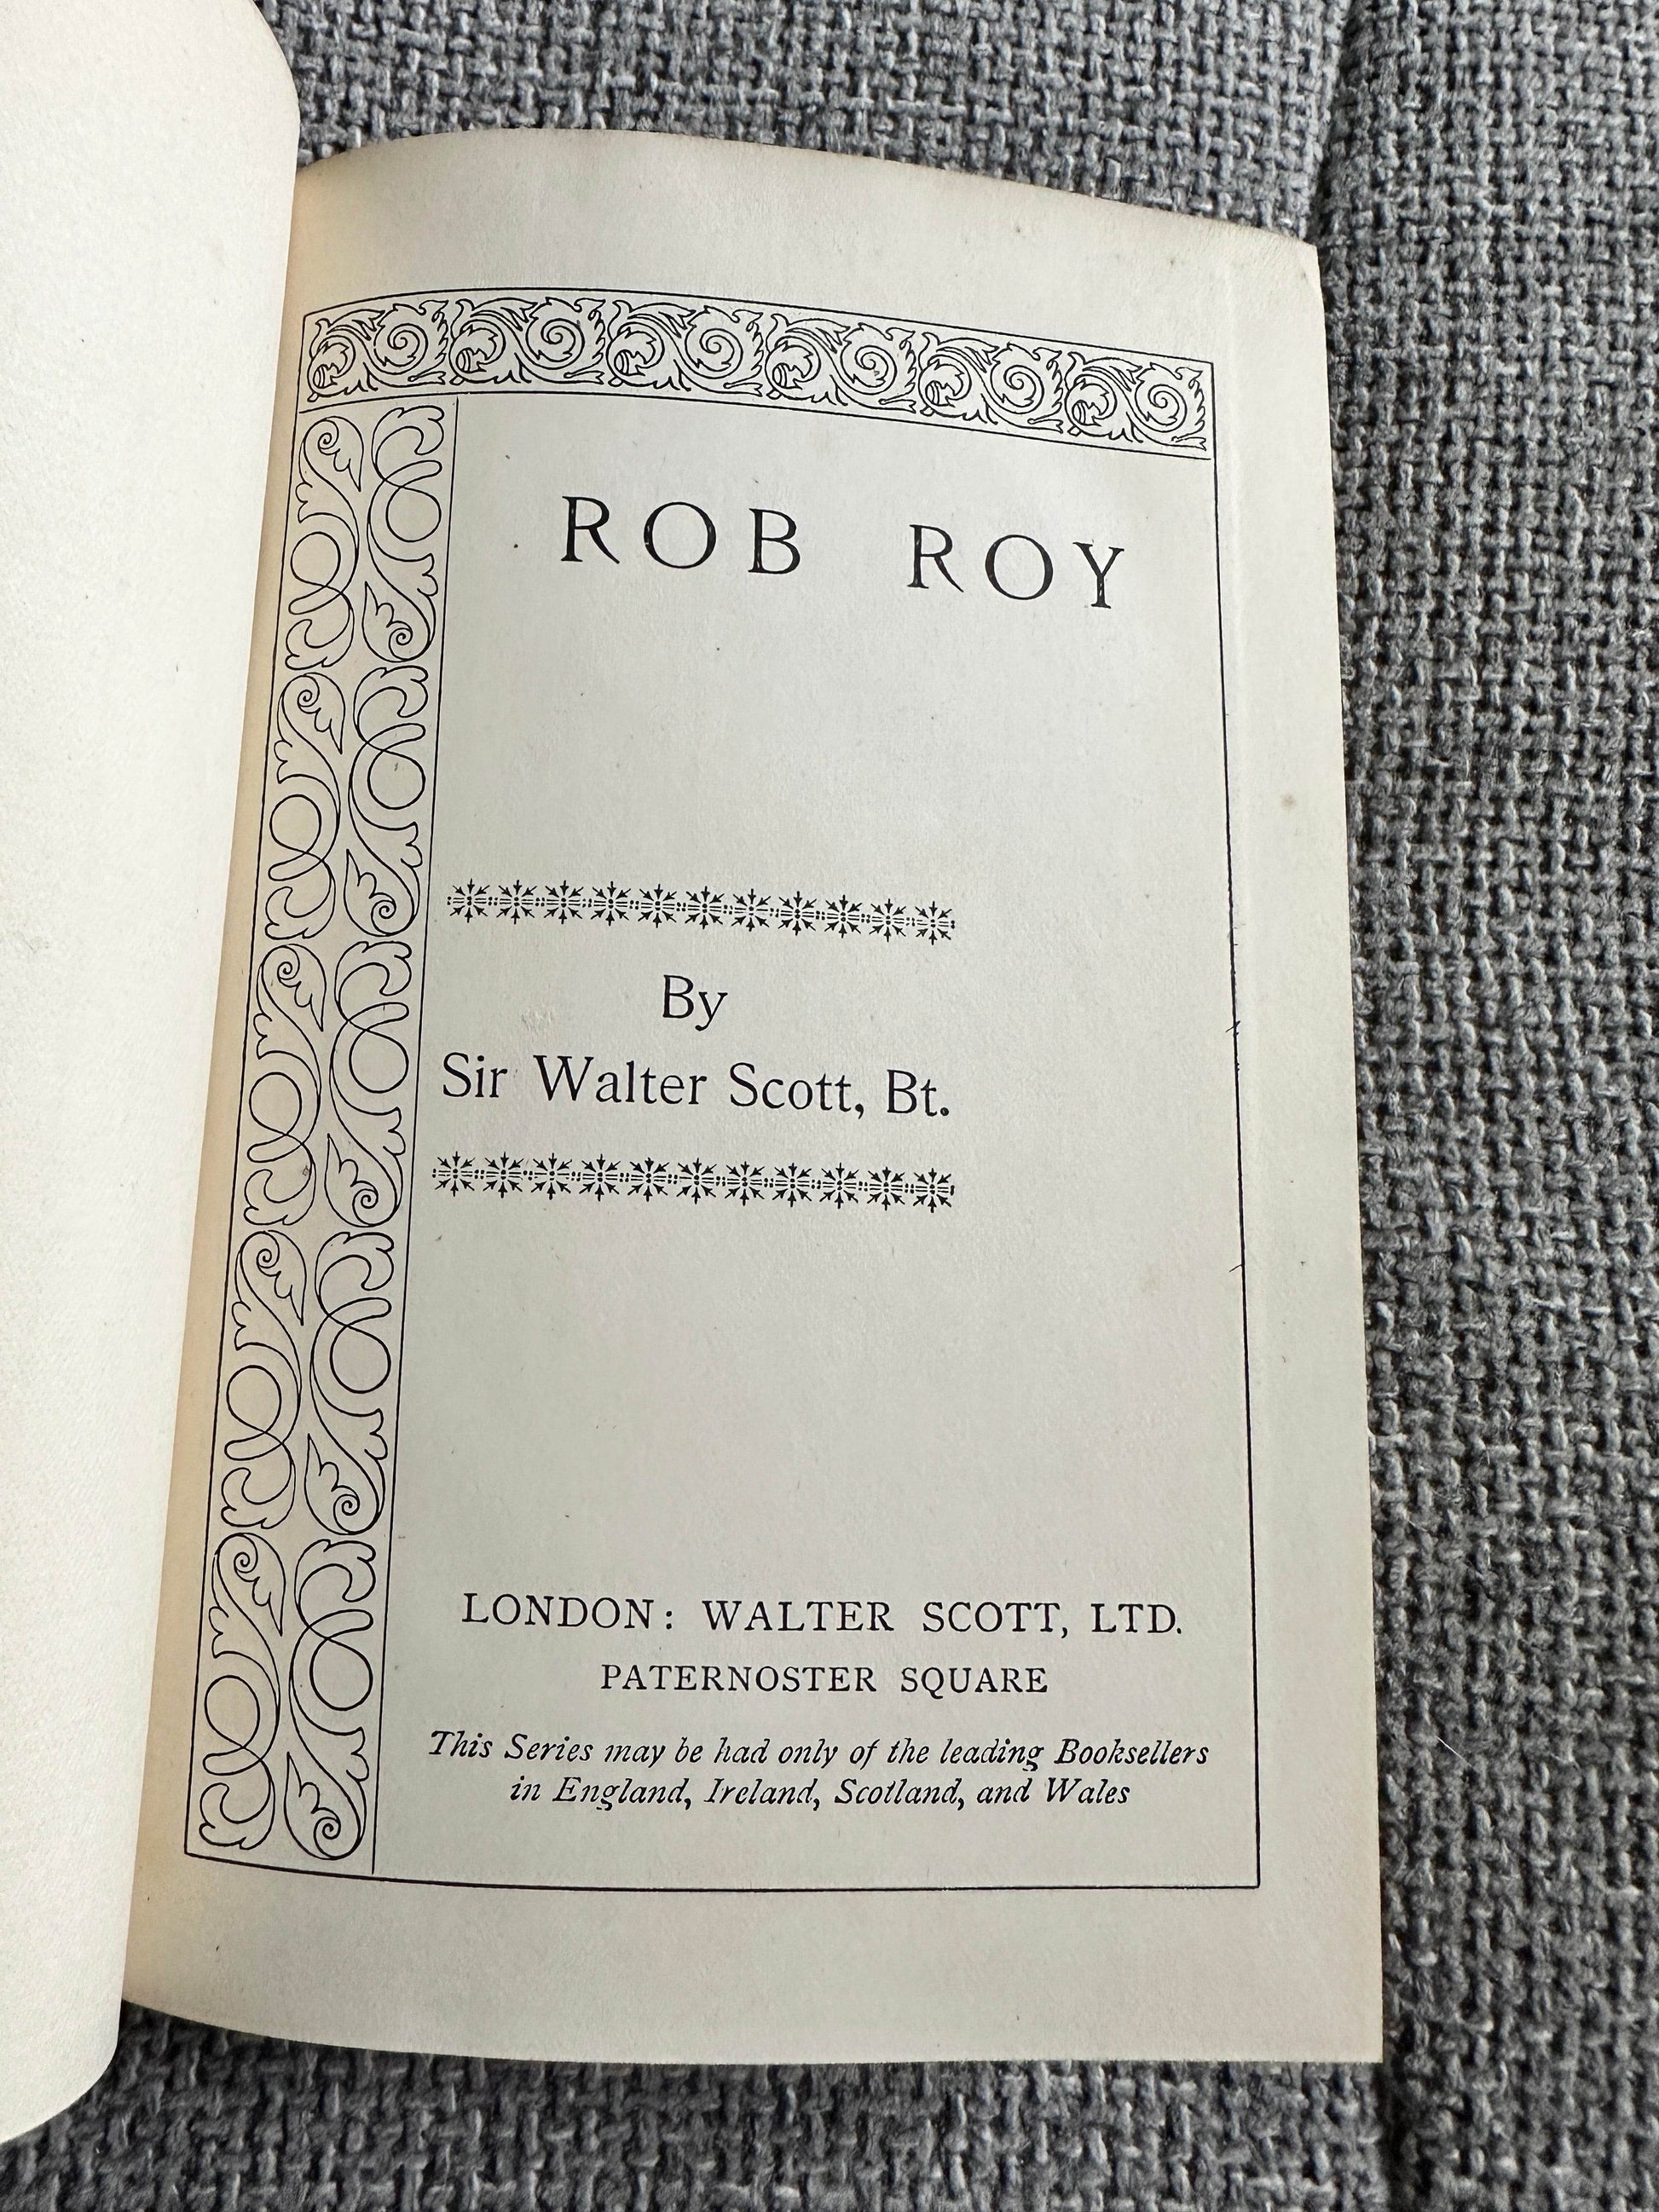 ROB ROY
By
Sir Walter Scott, Bt.
LONDON: WALTER SCOTT, LTD.
PATERNOSTER SQUARE
This Series may be had only of the leading Booksellers
in England, Ireland, Scotland, and Wales